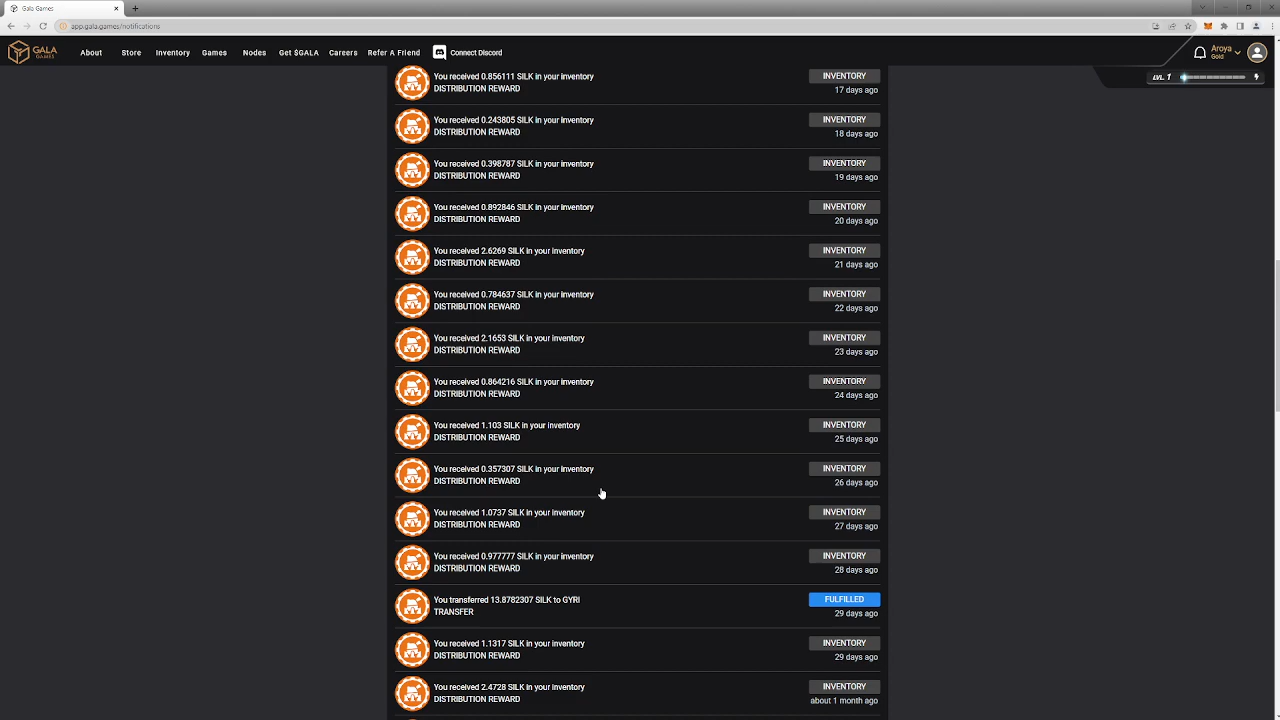 Gala Games
app.gala.games/notifications
GALA GAMES
About Store Inventory Games Nodes Get $GALA Careers Refer A Friend Connect Discord
Aroya
Gold
LVL 1
You received 0.856111 SILK in your inventory INVENTORY
DISTRIBUTION REWARD 17 days ago
You received 0.243805 SILK in your inventory INVENTORY
DISTRIBUTION REWARD 18 days ago
You received 0.398787 SILK in your inventory INVENTORY
DISTRIBUTION REWARD 19 days ago
You received 0.892846 SILK in your inventory INVENTORY
DISTRIBUTION REWARD 20 days ago
You received 2.6269 SILK in your inventory INVENTORY
DISTRIBUTION REWARD 21 days ago
You received 0.784637 SILK in your inventory INVENTORY
DISTRIBUTION REWARD 22 days ago
You received 2.1653 SILK in your inventory INVENTORY
DISTRIBUTION REWARD 23 days ago
You received 0.864216 SILK in your inventory INVENTORY
DISTRIBUTION REWARD 24 days ago
You received 1.103 SILK in your inventory INVENTORY
DISTRIBUTION REWARD 25 days ago
You received 0.357307 SILK in your inventory INVENTORY
DISTRIBUTION REWARD 26 days ago
You received 1.0737 SILK in your inventory INVENTORY
DISTRIBUTION REWARD 27 days ago
You received 0.977777 SILK in your inventory INVENTORY
DISTRIBUTION REWARD 28 days ago
You transferred 13.8782307 SILK to GYRI FULFILLED
TRANSFER 29 days ago
You received 1.1317 SILK in your inventory INVENTORY
DISTRIBUTION REWARD 29 days ago
You received 2.4728 SILK in your inventory INVENTORY
DISTRIBUTION REWARD about 1 month ago